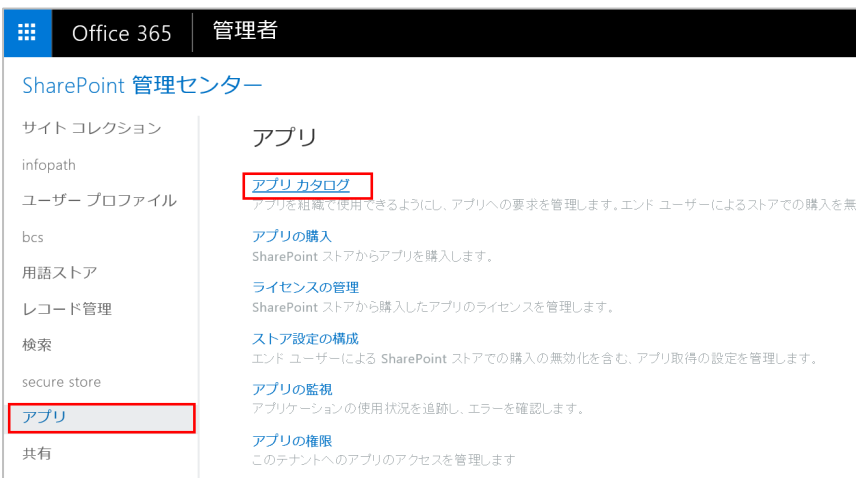 Office 365 管理者
SharePoint 管理センター
サイト コレクション
infopath
ユーザー プロファイル
bcs
用語ストア
レコード管理
検索
secure store
アプリ
共有
アプリ
アプリ カタログ
アプリを組織で使用できるようにし、アプリへの要求を管理します。エンド ユーザーによるストアでの購入を無
アプリの購入
SharePoint ストアからアプリを購入します。
ライセンスの管理
SharePoint ストアから購入したアプリのライセンスを管理します。
ストア設定の構成
エンド ユーザーによる SharePoint ストアでの購入の無効化を含む、アプリ取得の設定を管理します。
アプリの監視
アプリケーションの使用状況を追跡し、エラーを確認します。
アプリの権限
このテナントへのアプリのアクセスを管理します